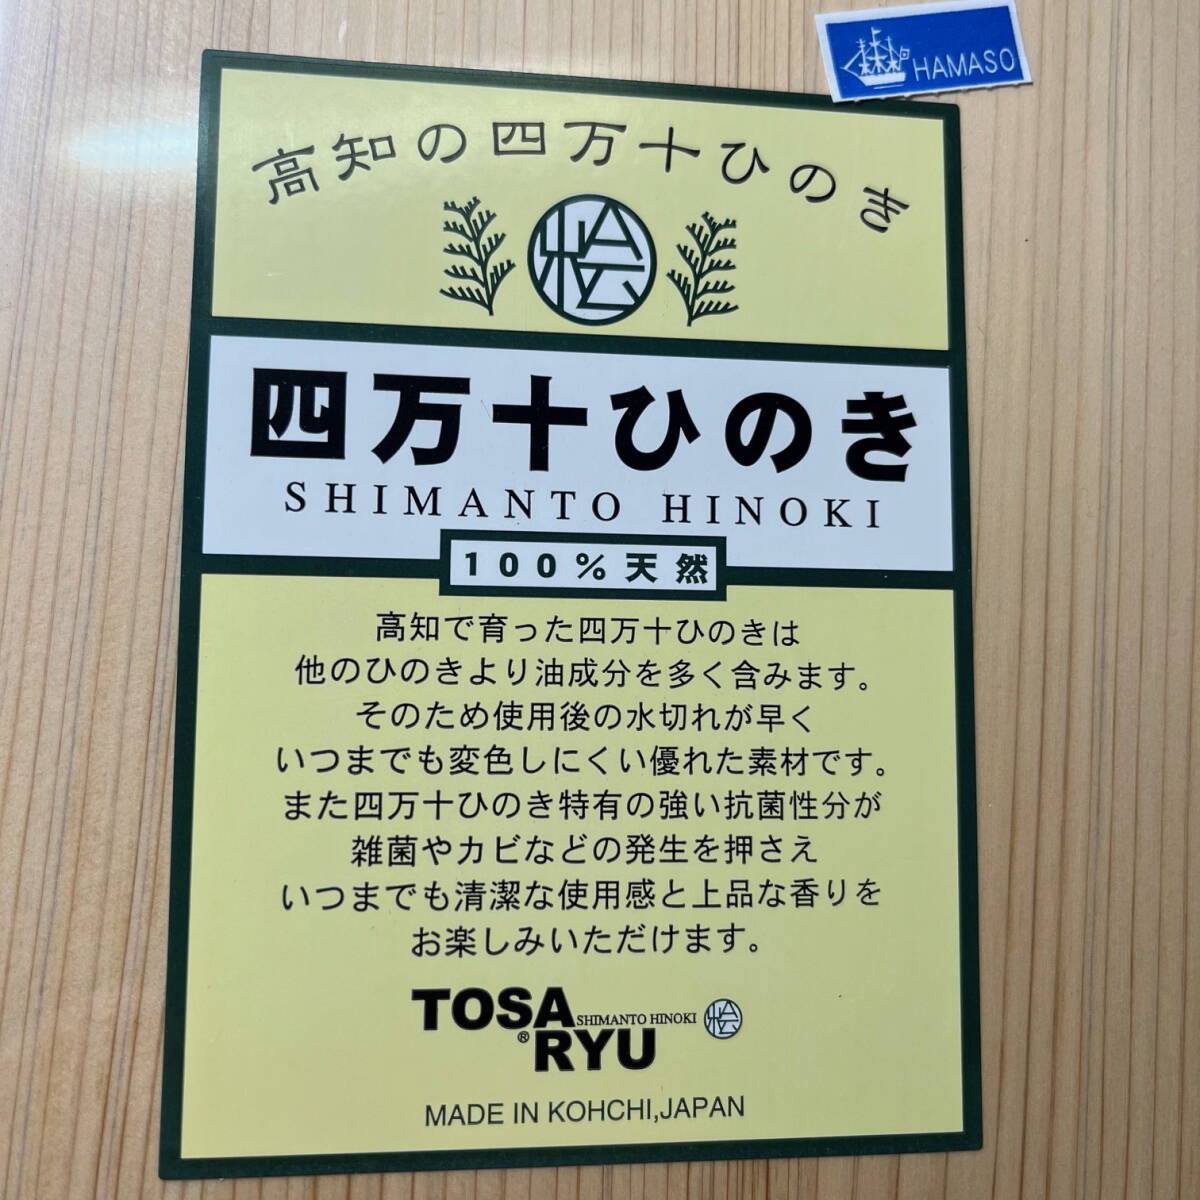 HAMASO
高知の四万十ひのき
桧
四万十ひのき
SHIMANTO HINOKI
100%天然
高知で育った四万十ひのきは
他のひのきより油成分を多く含みます。
そのため使用後の水切れが早く
いつまでも変色しにくい優れた素材です。
また四万十ひのき特有の強い抗菌性分が
雑菌やカビなどの発生を押さえ
いつまでも清潔な使用感と上品な香りを
お楽しみいただけます。
TOSA
SHIMANTO HINOKI 桧
® RYU
MADE IN KOHCHI,JAPAN